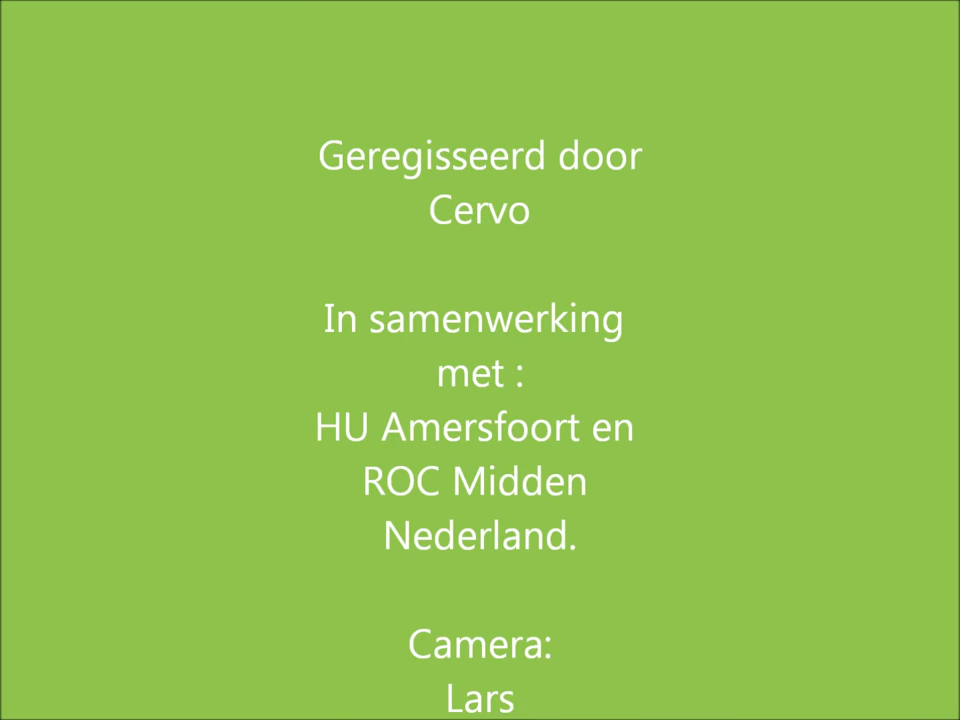 Geregisseerd door
Cervo
In samenwerking
met :
HU Amersfoort en
ROC Midden
Nederland.
Camera:
Lars